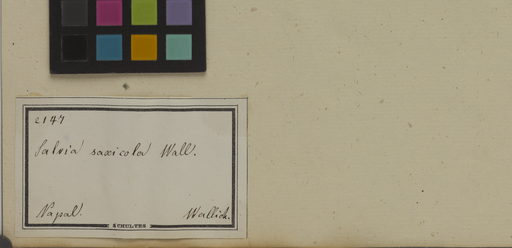 2147
Salvia saxicola Wall.
Napal. Wallich.
SCHULTES